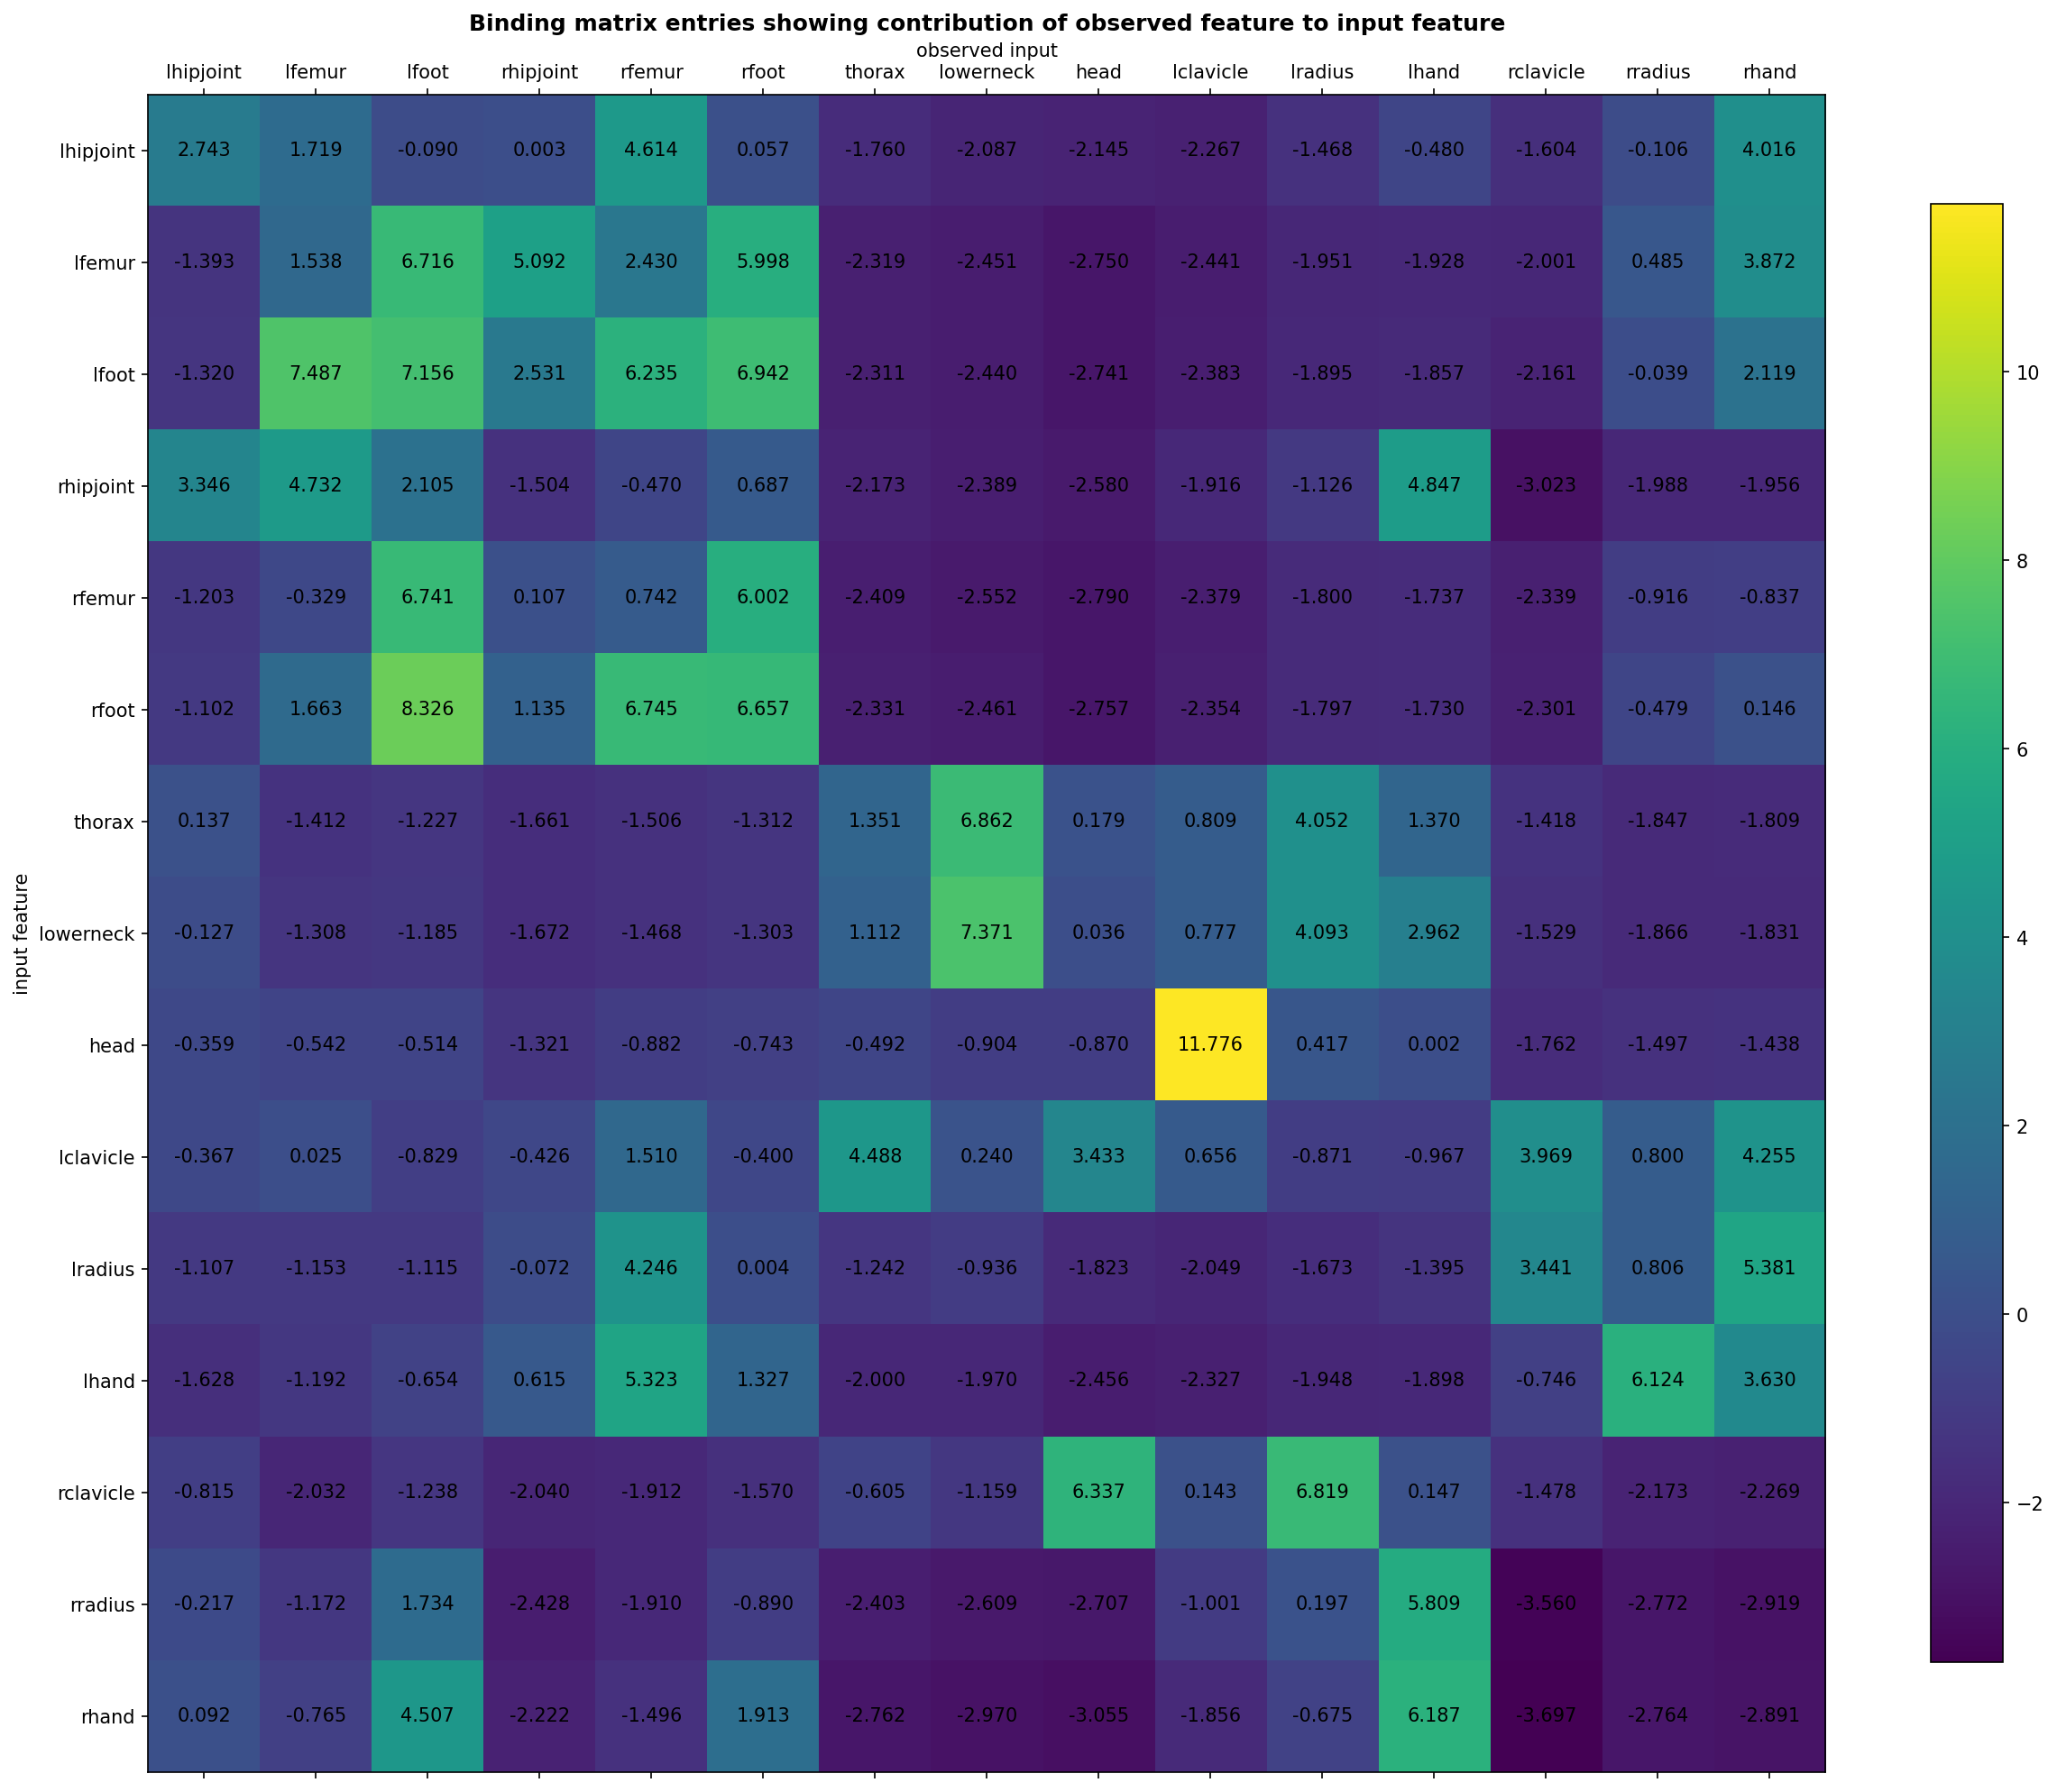 Binding matrix entries showing contribution of observed feature to input feature
observed input
lhipjoint lfemur lfoot rhipjoint rfemur rfoot thorax lowerneck head lclavicle lradius lhand rclavicle rradius rhand
lhipjoint 2.743 1.719 -0.090 0.003 4.614 0.057 -1.760 -2.087 -2.145 -2.267 -1.468 -0.480 -1.604 -0.106 4.016
lfemur -1.393 1.538 6.716 5.092 2.430 5.998 -2.319 -2.451 -2.750 -2.441 -1.951 -1.928 -2.001 0.485 3.872
lfoot -1.320 7.487 7.156 2.531 6.235 6.942 -2.311 -2.440 -2.741 -2.383 -1.895 -1.857 -2.161 -0.039 2.119
10
rhipjoint 3.346 4.732 2.105 -1.504 -0.470 0.687 -2.173 -2.389 -2.580 -1.916 -1.126 4.847 -3.023 -1.988 -1.956
8
rfemur -1.203 -0.329 6.741 0.107 0.742 6.002 -2.409 -2.552 -2.790 -2.379 -1.800 -1.737 -2.339 -0.916 -0.837
rfoot -1.102 1.663 8.326 1.135 6.745 6.657 -2.331 -2.461 -2.757 -2.354 -1.797 -1.730 -2.301 -0.479 0.146
6
thorax 0.137 -1.412 -1.227 -1.661 -1.506 -1.312 1.351 6.862 0.179 0.809 4.052 1.370 -1.418 -1.847 -1.809
input feature
lowerneck -0.127 -1.308 -1.185 -1.672 -1.468 -1.303 1.112 7.371 0.036 0.777 4.093 2.962 -1.529 -1.866 -1.831
4
head -0.359 -0.542 -0.514 -1.321 -0.882 -0.743 -0.492 -0.904 -0.870 11.776 0.417 0.002 -1.762 -1.497 -1.438
2
lclavicle -0.367 0.025 -0.829 -0.426 1.510 -0.400 4.488 0.240 3.433 0.656 -0.871 -0.967 3.969 0.800 4.255
lradius -1.107 -1.153 -1.115 -0.072 4.246 0.004 -1.242 -0.936 -1.823 -2.049 -1.673 -1.395 3.441 0.806 5.381
0
lhand -1.628 -1.192 -0.654 0.615 5.323 1.327 -2.000 -1.970 -2.456 -2.327 -1.948 -1.898 -0.746 6.124 3.630
rclavicle -0.815 -2.032 -1.238 -2.040 -1.912 -1.570 -0.605 -1.159 6.337 0.143 6.819 0.147 -1.478 -2.173 -2.269
−2
rradius -0.217 -1.172 1.734 -2.428 -1.910 -0.890 -2.403 -2.609 -2.707 -1.001 0.197 5.809 -3.560 -2.772 -2.919
rhand 0.092 -0.765 4.507 -2.222 -1.496 1.913 -2.762 -2.970 -3.055 -1.856 -0.675 6.187 -3.697 -2.764 -2.891